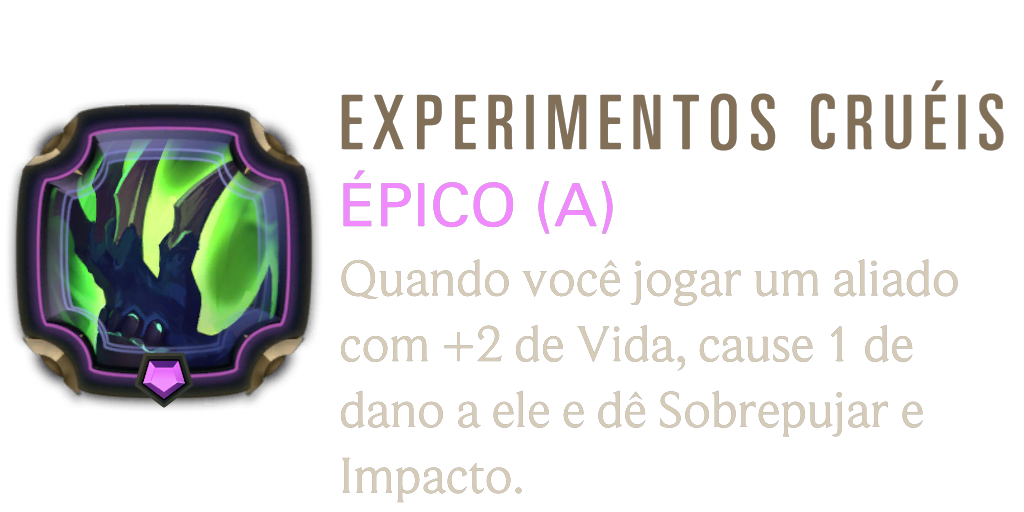 EXPERIMENTOS CRUÉIS
ÉPICO (A)
Quando você jogar um aliado
com +2 de Vida, cause 1 de
dano a ele e dê Sobrepujar e
Impacto.